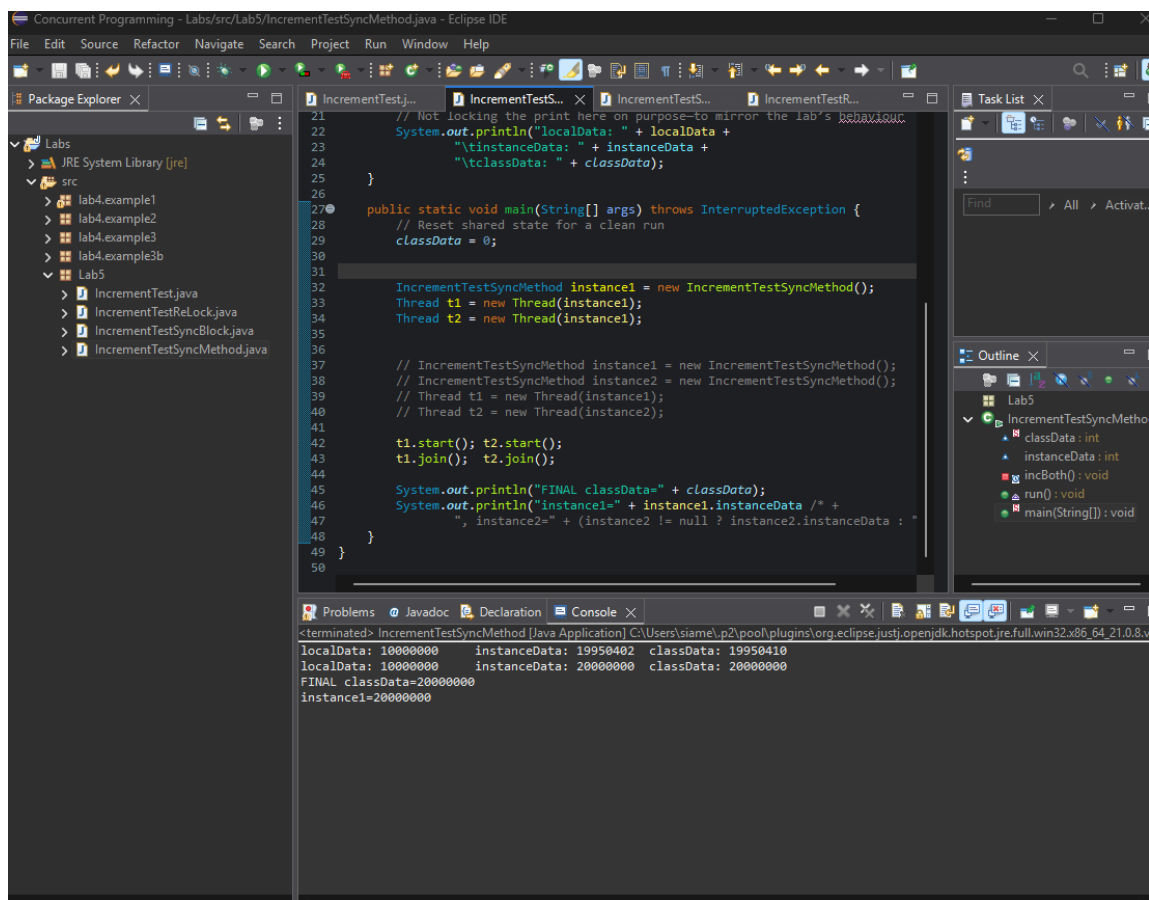 Concurrent Programming - Labs/src/Lab5/IncrementTestSyncMethod.java - Eclipse IDE
File Edit Source Refactor Navigate Search Project Run Window Help
Package Explorer
Labs
JRE System Library [jre]
src
lab4.example1
lab4.example2
lab4.example3
lab4.example3b
Lab5
IncrementTest.java
IncrementTestReLock.java
IncrementTestSyncBlock.java
IncrementTestSyncMethod.java
IncrementTest.j... IncrementTestS... IncrementTestS... IncrementTestR...
21 // Not locking the print here on purpose—to mirror the lab's behaviour
22 System.out.println("localData: " + localData +
23 "\tinstanceData: " + instanceData +
24 "\tclassData: " + classData);
25 }
26
27 public static void main(String[] args) throws InterruptedException {
28 // Reset shared state for a clean run
29 classData = 0;
30
31
32 IncrementTestSyncMethod instance1 = new IncrementTestSyncMethod();
33 Thread t1 = new Thread(instance1);
34 Thread t2 = new Thread(instance1);
35
36
37 // IncrementTestSyncMethod instance1 = new IncrementTestSyncMethod();
38 // IncrementTestSyncMethod instance2 = new IncrementTestSyncMethod();
39 // Thread t1 = new Thread(instance1);
40 // Thread t2 = new Thread(instance2);
41
42 t1.start(); t2.start();
43 t1.join(); t2.join();
44
45 System.out.println("FINAL classData=" + classData);
46 System.out.println("instance1=" + instance1.instanceData /* +
47 ", instance2=" + (instance2 != null ? instance2.instanceData : "
48 }
49 }
50
Task List
Find All Activat...
Outline
Lab5
IncrementTestSyncMetho
classData : int
instanceData : int
incBoth() : void
run() : void
main(String[]) : void
Problems Javadoc Declaration Console
<terminated> IncrementTestSyncMethod [Java Application] C:\Users\siame\.p2\pool\plugins\org.eclipse.justj.openjdk.hotspot.jre.full.win32.x86_64_21.0.8.v
localData: 10000000 instanceData: 19950402 classData: 19950410
localData: 10000000 instanceData: 20000000 classData: 20000000
FINAL classData=20000000
instance1=20000000